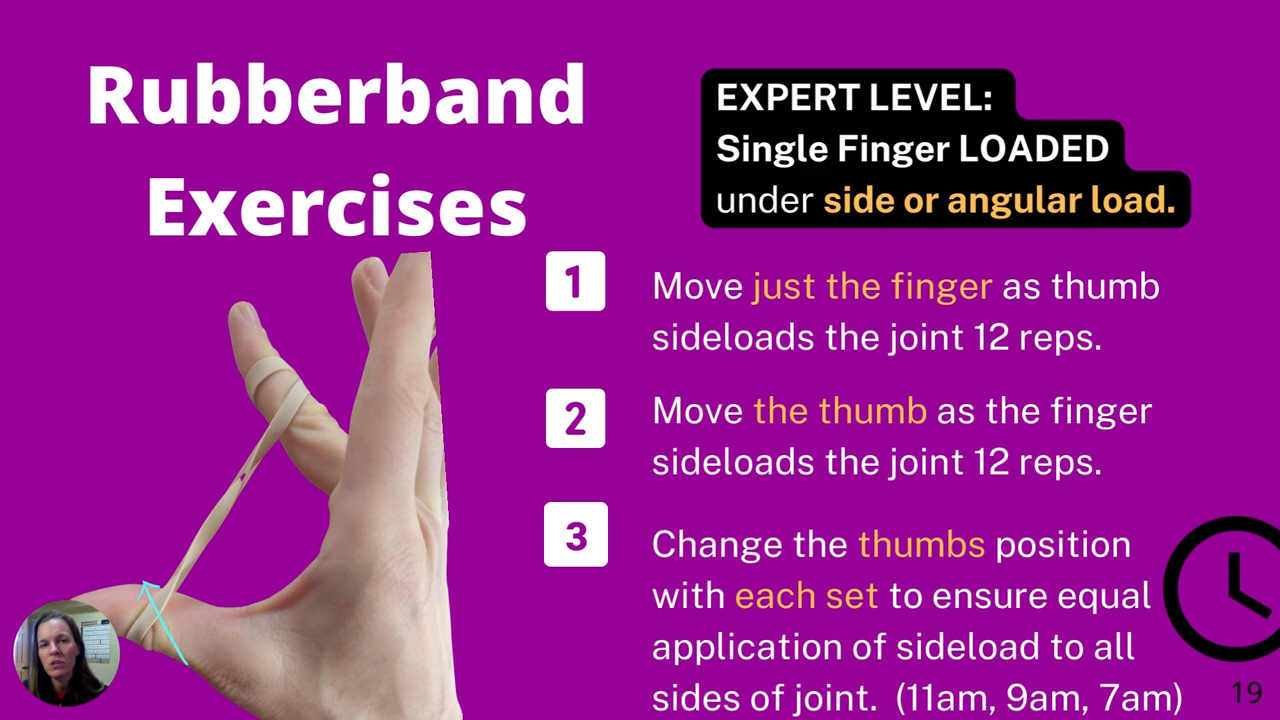 Rubberband
Exercises
EXPERT LEVEL:
Single Finger LOADED
under side or angular load.
1
Move just the finger as thumb
sideloads the joint 12 reps.
2
Move the thumb as the finger
sideloads the joint 12 reps.
3
Change the thumbs position
with each set to ensure equal
application of sideload to all
sides of joint. (11am, 9am, 7am)
19